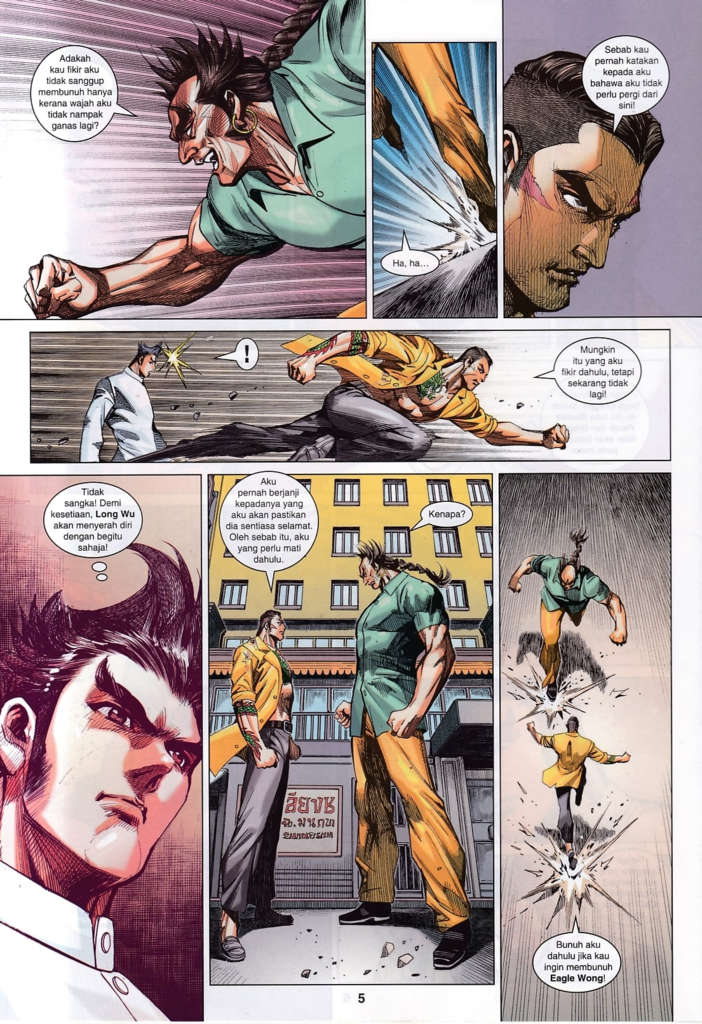 Adakah
kau fikir aku
tidak sanggup
membunuh hanya
kerana wajah aku
tidak nampak
ganas lagi?
Ha, ha...
Sebab kau
pernah katakan
kepada aku
bahawa aku tidak
perlu pergi dari
sini!
!
Mungkin
itu yang aku
fikir dahulu, tetapi
sekarang tidak
lagi!
Tidak
sangka! Demi
kesetiaan, Long Wu
akan menyerah diri
dengan begitu
sahaja!
Aku
pernah berjanji
kepadanya yang
aku akan pastikan
dia sentiasa selamat.
Oleh sebab itu, aku
yang perlu mati
dahulu!
Kenapa?
Bunuh aku
dahulu jika kau
ingin membunuh
Eagle Wong!
5